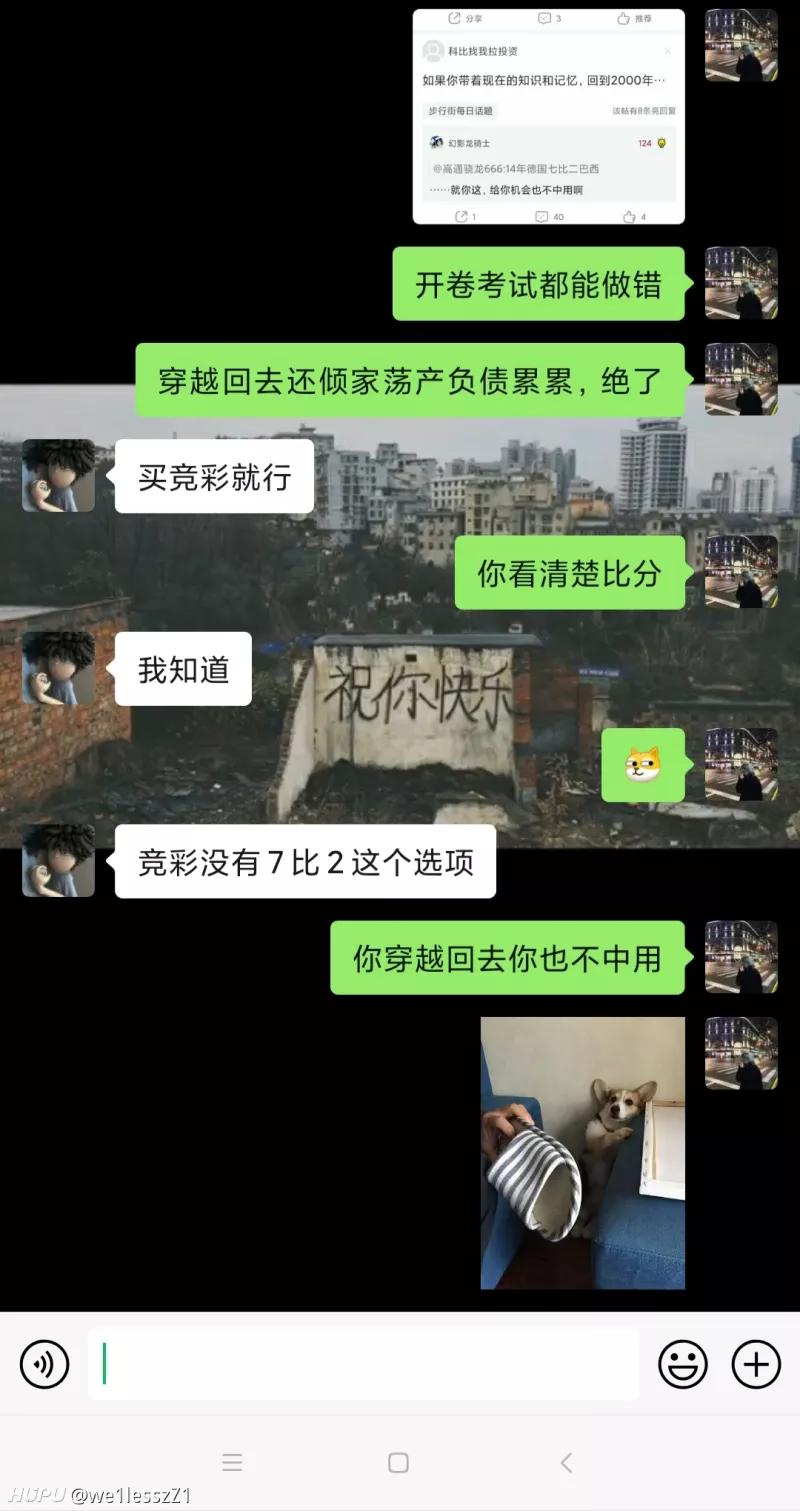 分享
3
推荐
科比找我拉投资
如果你带着现在的知识和记忆，回到2000年…
步行街每日话题
该帖有8条亮回复
幻影龙骑士
124
@高通骁龙666:14年德国七比二巴西
……就你这，给你机会也不中用啊
1
40
4
开卷考试都能做错
穿越回去还倾家荡产负债累累，绝了
买竞彩就行
你看清楚比分
我知道
祝你快乐
竞彩没有7比2这个选项
你穿越回去你也不中用
HUPU @we1lesszZ1